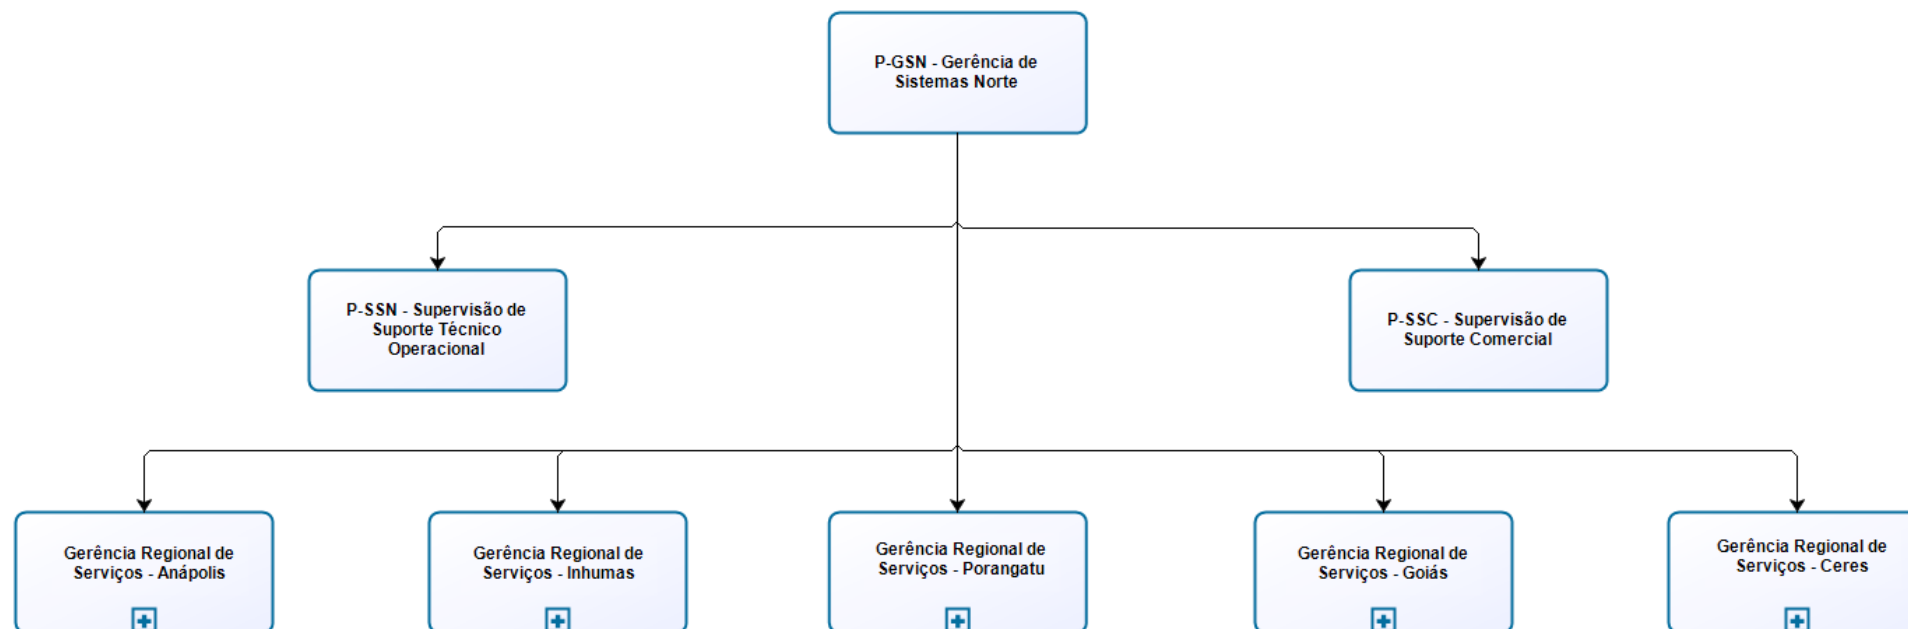 P-GSN - Gerência de
Sistemas Norte
P-SSN - Supervisão de
Suporte Técnico
Operacional
P-SSC - Supervisão de
Suporte Comercial
Gerência Regional de
Serviços - Anápolis
Gerência Regional de
Serviços - Inhumas
Gerência Regional de
Serviços - Porangatu
Gerência Regional de
Serviços - Goiás
Gerência Regional de
Serviços - Ceres